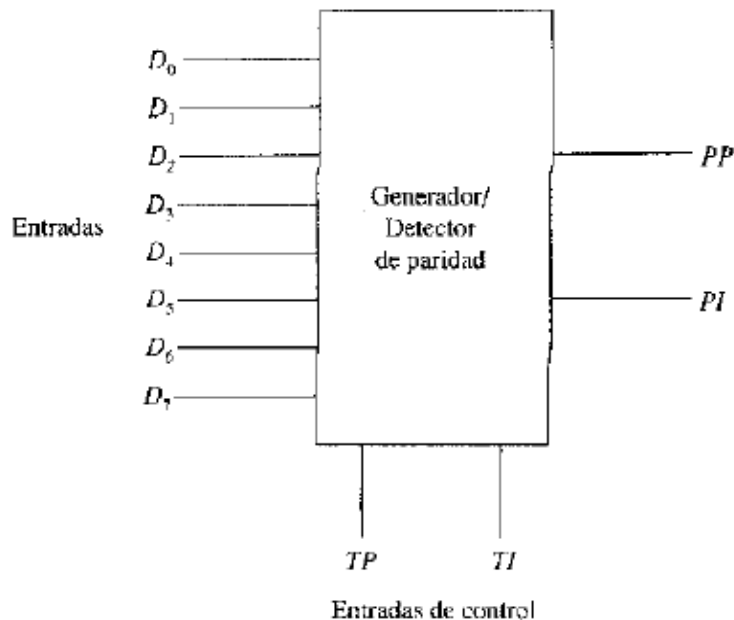 D₀
D₁
D₂
D₃
Entradas
D₄
D₅
D₆
D₇
Generador/
Detector
de paridad
PP
PI
TP TI
Entradas de control